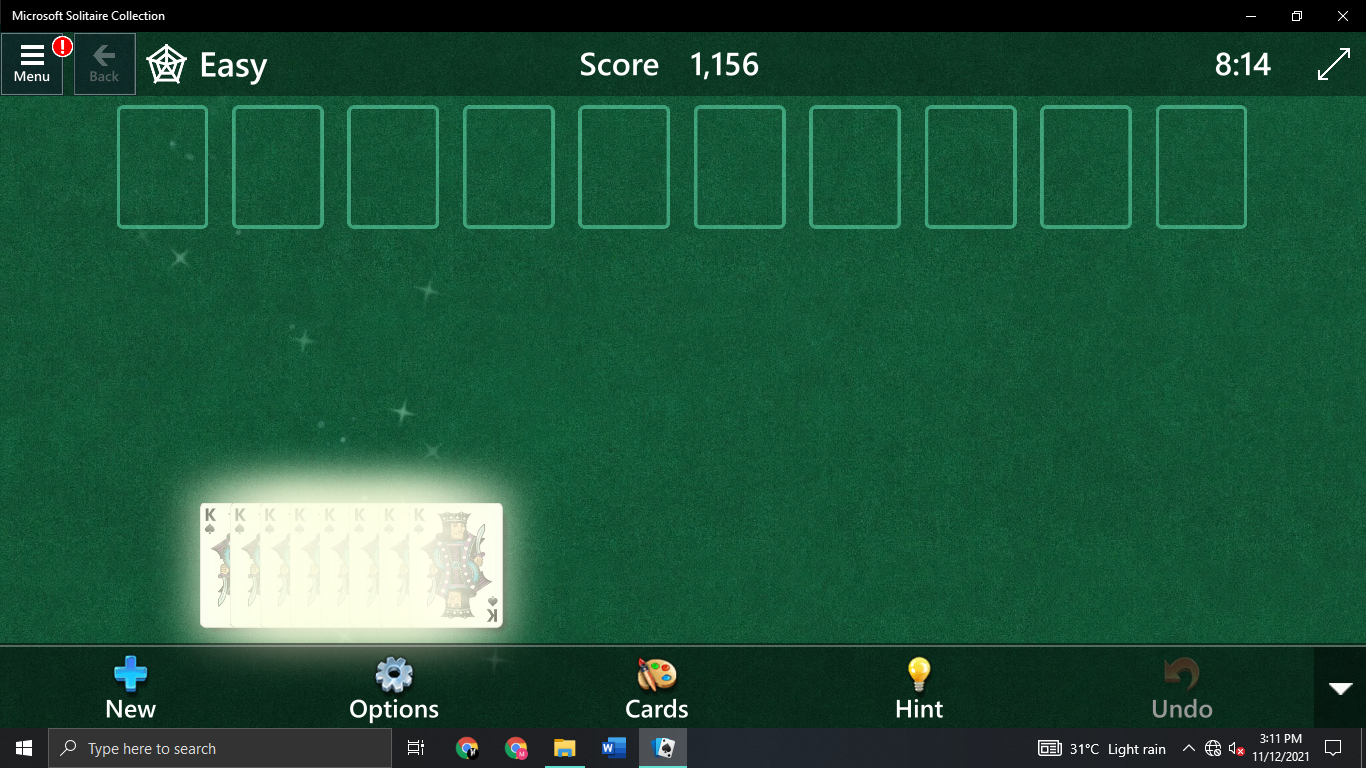 Microsoft Solitaire Collection
Menu
Back
Easy
Score 1,156
8:14
K K K K K K K K
K
New
Options
Cards
Hint
Undo
Type here to search
31°C Light rain
3:11 PM
11/12/2021